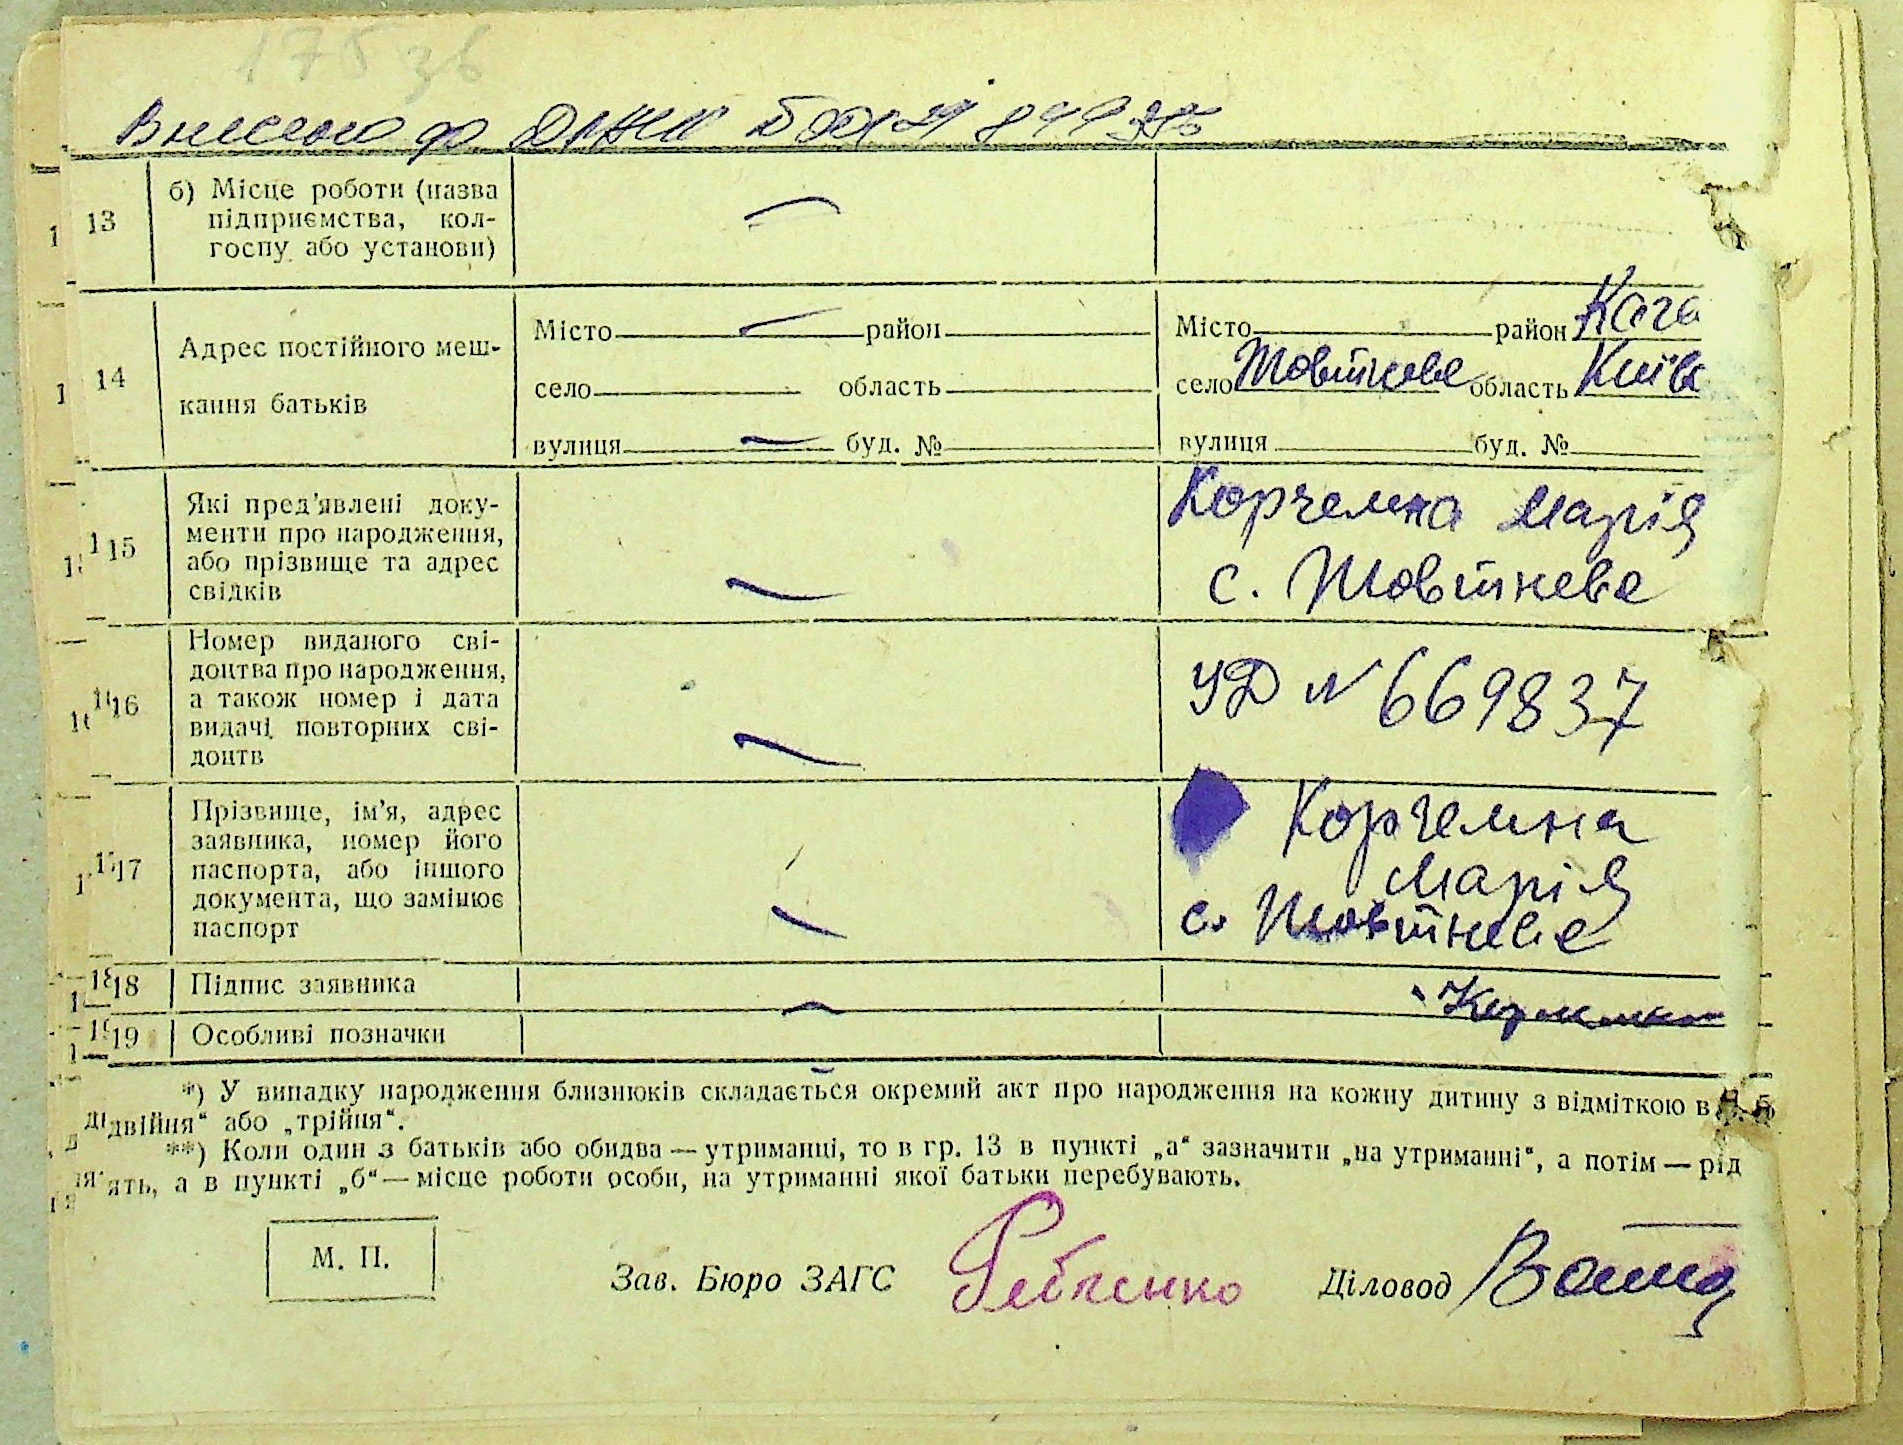 Внесено до
13
б) Місце роботи (назва
підприємства, кол-
госпу або установи)
14
Адрес постійного меш-
кання батьків
Місто район
село область
вулиця буд. №
Місто район Кага
село Жовтневе область Київ
вулиця буд. №
15
Які пред'явлені доку-
менти про народження,
або прізвище та адрес
свідків
Корчемна Марія
с. Жовтневе
16
Номер виданого сві-
доцтва про народження,
а також номер і дата
видачі повторних сві-
доцтв
УД № 669837
17
Прізвище, ім'я, адрес
заявника, номер його
паспорта, або іншого
документа, що замінює
паспорт
Корчемна
Марія
с. Жовтневе
18
Підпис заявника
19
Особливі позначки
*) У випадку народження близнюків складається окремий акт про народження на кожну дитину з відміткою в
двійня“ або „трійня“.
**) Коли один з батьків або обидва — утриманці, то в гр. 13 в пункті „а“ зазначити „на утриманні“, а потім — рід
ять, а в пункті „б“ — місце роботи особи, на утриманні якої батьки перебувають.
М. П.
Зав. Бюро ЗАГС
Діловод